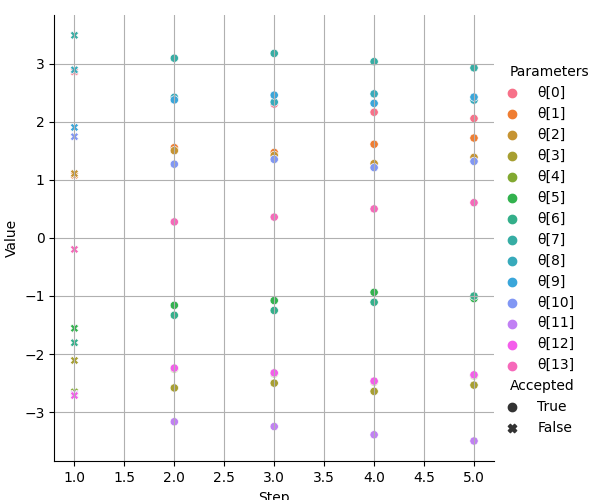 Parameters
θ[0]
θ[1]
θ[2]
θ[3]
θ[4]
θ[5]
θ[6]
θ[7]
θ[8]
θ[9]
θ[10]
θ[11]
θ[12]
θ[13]
Accepted
True
False
Value
3
2
1
0
−1
−2
−3
1.0 1.5 2.0 2.5 3.0 3.5 4.0 4.5 5.0
Step